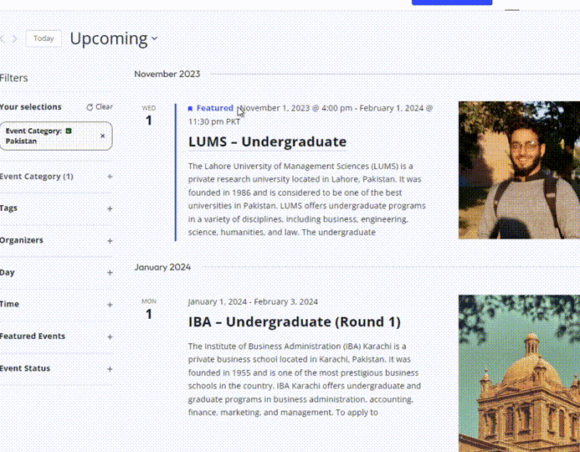 Today
Upcoming
Filters
Your selections
Clear
Event Category:
Pakistan
Event Category (1)
Tags
Organizers
Day
Time
Featured Events
Event Status
November 2023
WED
1
Featured November 1, 2023 @ 4:00 pm - February 1, 2024 @
11:30 pm PKT
LUMS – Undergraduate
The Lahore University of Management Sciences (LUMS) is a
private research university located in Lahore, Pakistan. It was
founded in 1986 and is considered to be one of the best
universities in Pakistan. LUMS offers undergraduate programs
in a variety of disciplines, including business, engineering,
science, humanities, and law. The undergraduate
January 2024
MON
1
January 1, 2024 - February 3, 2024
IBA – Undergraduate (Round 1)
The Institute of Business Administration (IBA) Karachi is a
private business school located in Karachi, Pakistan. It was
founded in 1955 and is one of the most prestigious business
schools in the country. IBA Karachi offers undergraduate and
graduate programs in business administration, accounting,
finance, marketing, and management. To apply to